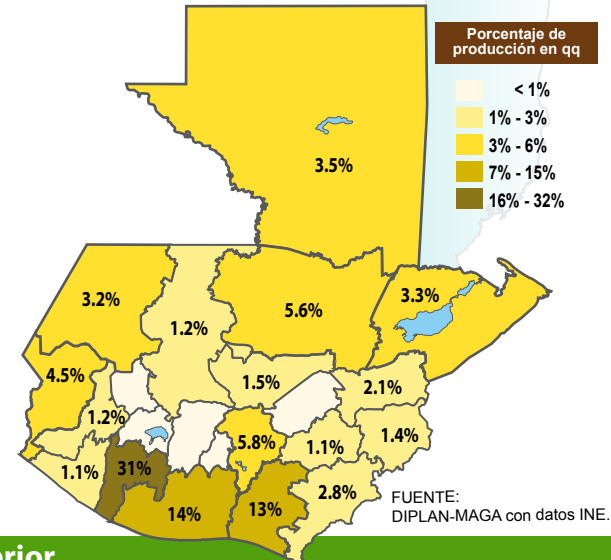 Porcentaje de
producción en qq
< 1%
1% - 3%
3% - 6%
7% - 15%
16% - 32%
3.5%
3.2%
1.2%
5.6%
3.3%
4.5%
1.5%
2.1%
1.2%
5.8%
1.1%
1.4%
1.1%
31%
2.8%
14%
13%
FUENTE:
DIPLAN-MAGA con datos INE.